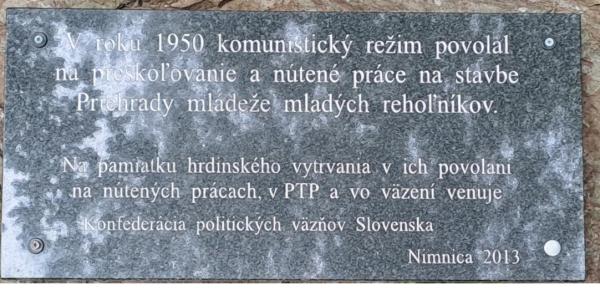 V roku 1950 komunistický režim povolal
na preškoľovanie a nútené práce na stavbe
Priehrady mládeže mladých rehoľníkov.
Na pamiatku hrdinského vytrvania v ich povolaní
na nútených prácach, v PTP a vo väzení venuje
Konfederácia politických väzňov Slovenska
Nimnica 2013